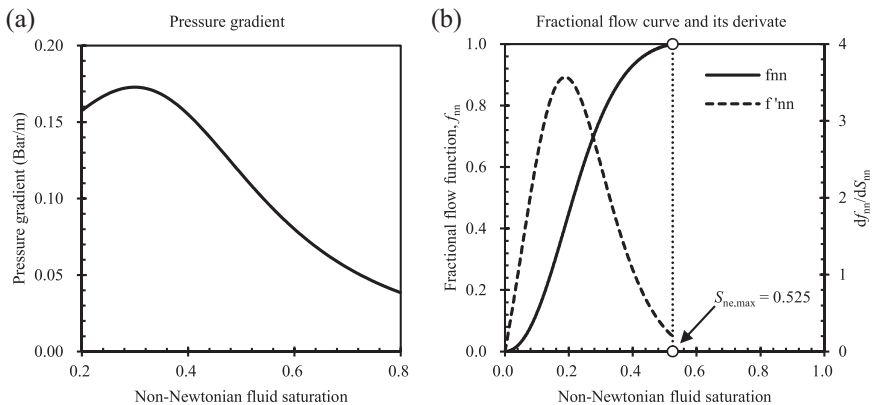 (a)
Pressure gradient
0.20
0.15
0.10
0.05
0.00
Pressure gradient (Bar/m)
0.2
0.4
0.6
0.8
Non-Newtonian fluid saturation
(b)
Fractional flow curve and its derivate
1.0
0.8
0.6
0.4
0.2
0.0
Fractional flow function, fnn
fnn
f 'nn
Sne,max = 0.525
4
3
2
1
0
dfnn/dSnn
0.0
0.2
0.4
0.6
0.8
1.0
Non-Newtonian fluid saturation